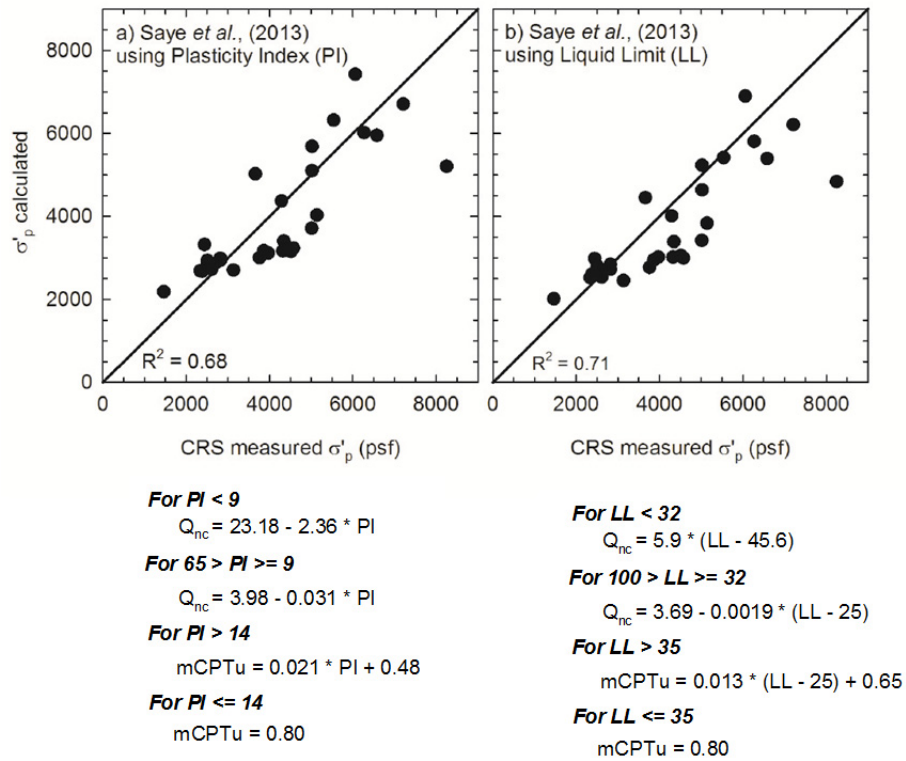 a) Saye et al., (2013)
using Plasticity Index (PI)
b) Saye et al., (2013)
using Liquid Limit (LL)
σ'p calculated
8000
6000
4000
2000
0
R² = 0.68
R² = 0.71
0 2000 4000 6000 8000
0 2000 4000 6000 8000
CRS measured σ'p (psf)
CRS measured σ'p (psf)
For PI < 9
Qnc = 23.18 - 2.36 * PI
For 65 > PI >= 9
Qnc = 3.98 - 0.031 * PI
For PI > 14
mCPTu = 0.021 * PI + 0.48
For PI <= 14
mCPTu = 0.80
For LL < 32
Qnc = 5.9 * (LL - 45.6)
For 100 > LL >= 32
Qnc = 3.69 - 0.0019 * (LL - 25)
For LL > 35
mCPTu = 0.013 * (LL - 25) + 0.65
For LL <= 35
mCPTu = 0.80